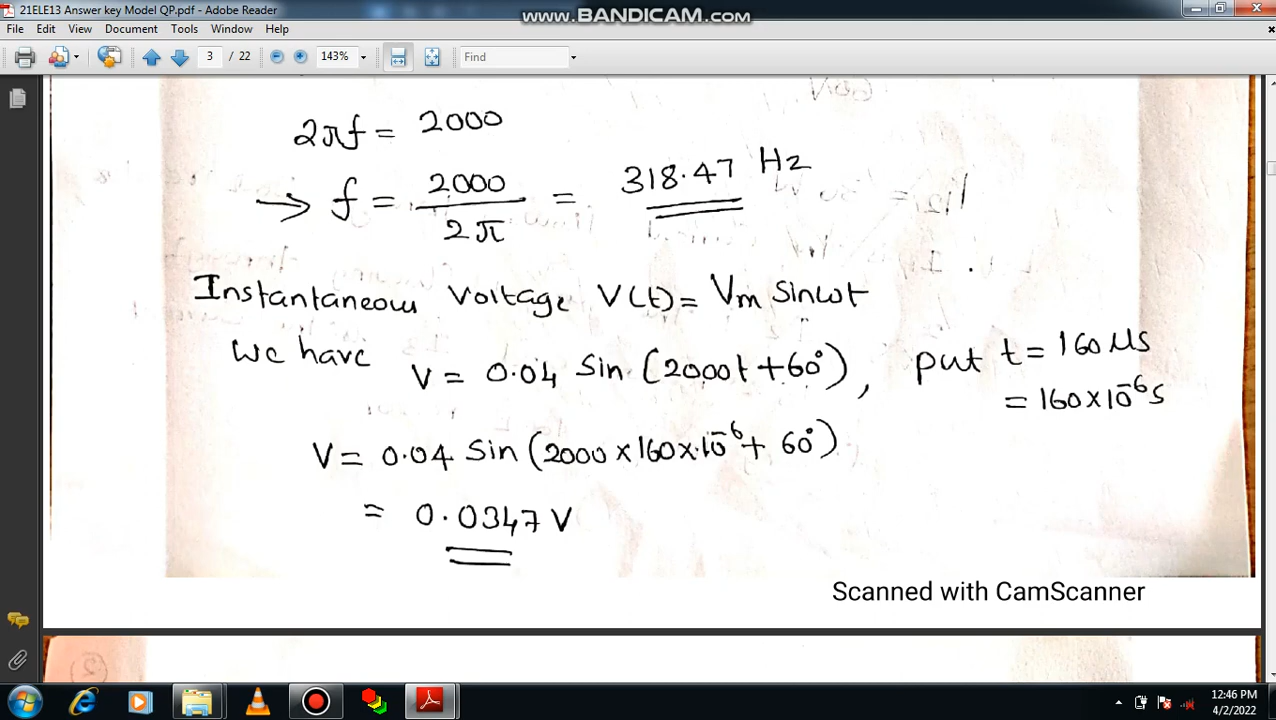 21ELE13 Answer key Model QP.pdf - Adobe Reader
www.BANDICAM.com
File Edit View Document Tools Window Help
3 / 22 143% Find
2πf = 2000
→ f = 2000 / 2π = 318.47 Hz
Instantaneous Voltage V(t) = Vm Sinωt
We have V = 0.04 Sin (2000t + 60°), put t = 160 μs
= 160×10⁻⁶s
V = 0.04 Sin (2000 × 160 × 10⁻⁶ + 60°)
= 0.0347 V
Scanned with CamScanner
12:46 PM
4/2/2022